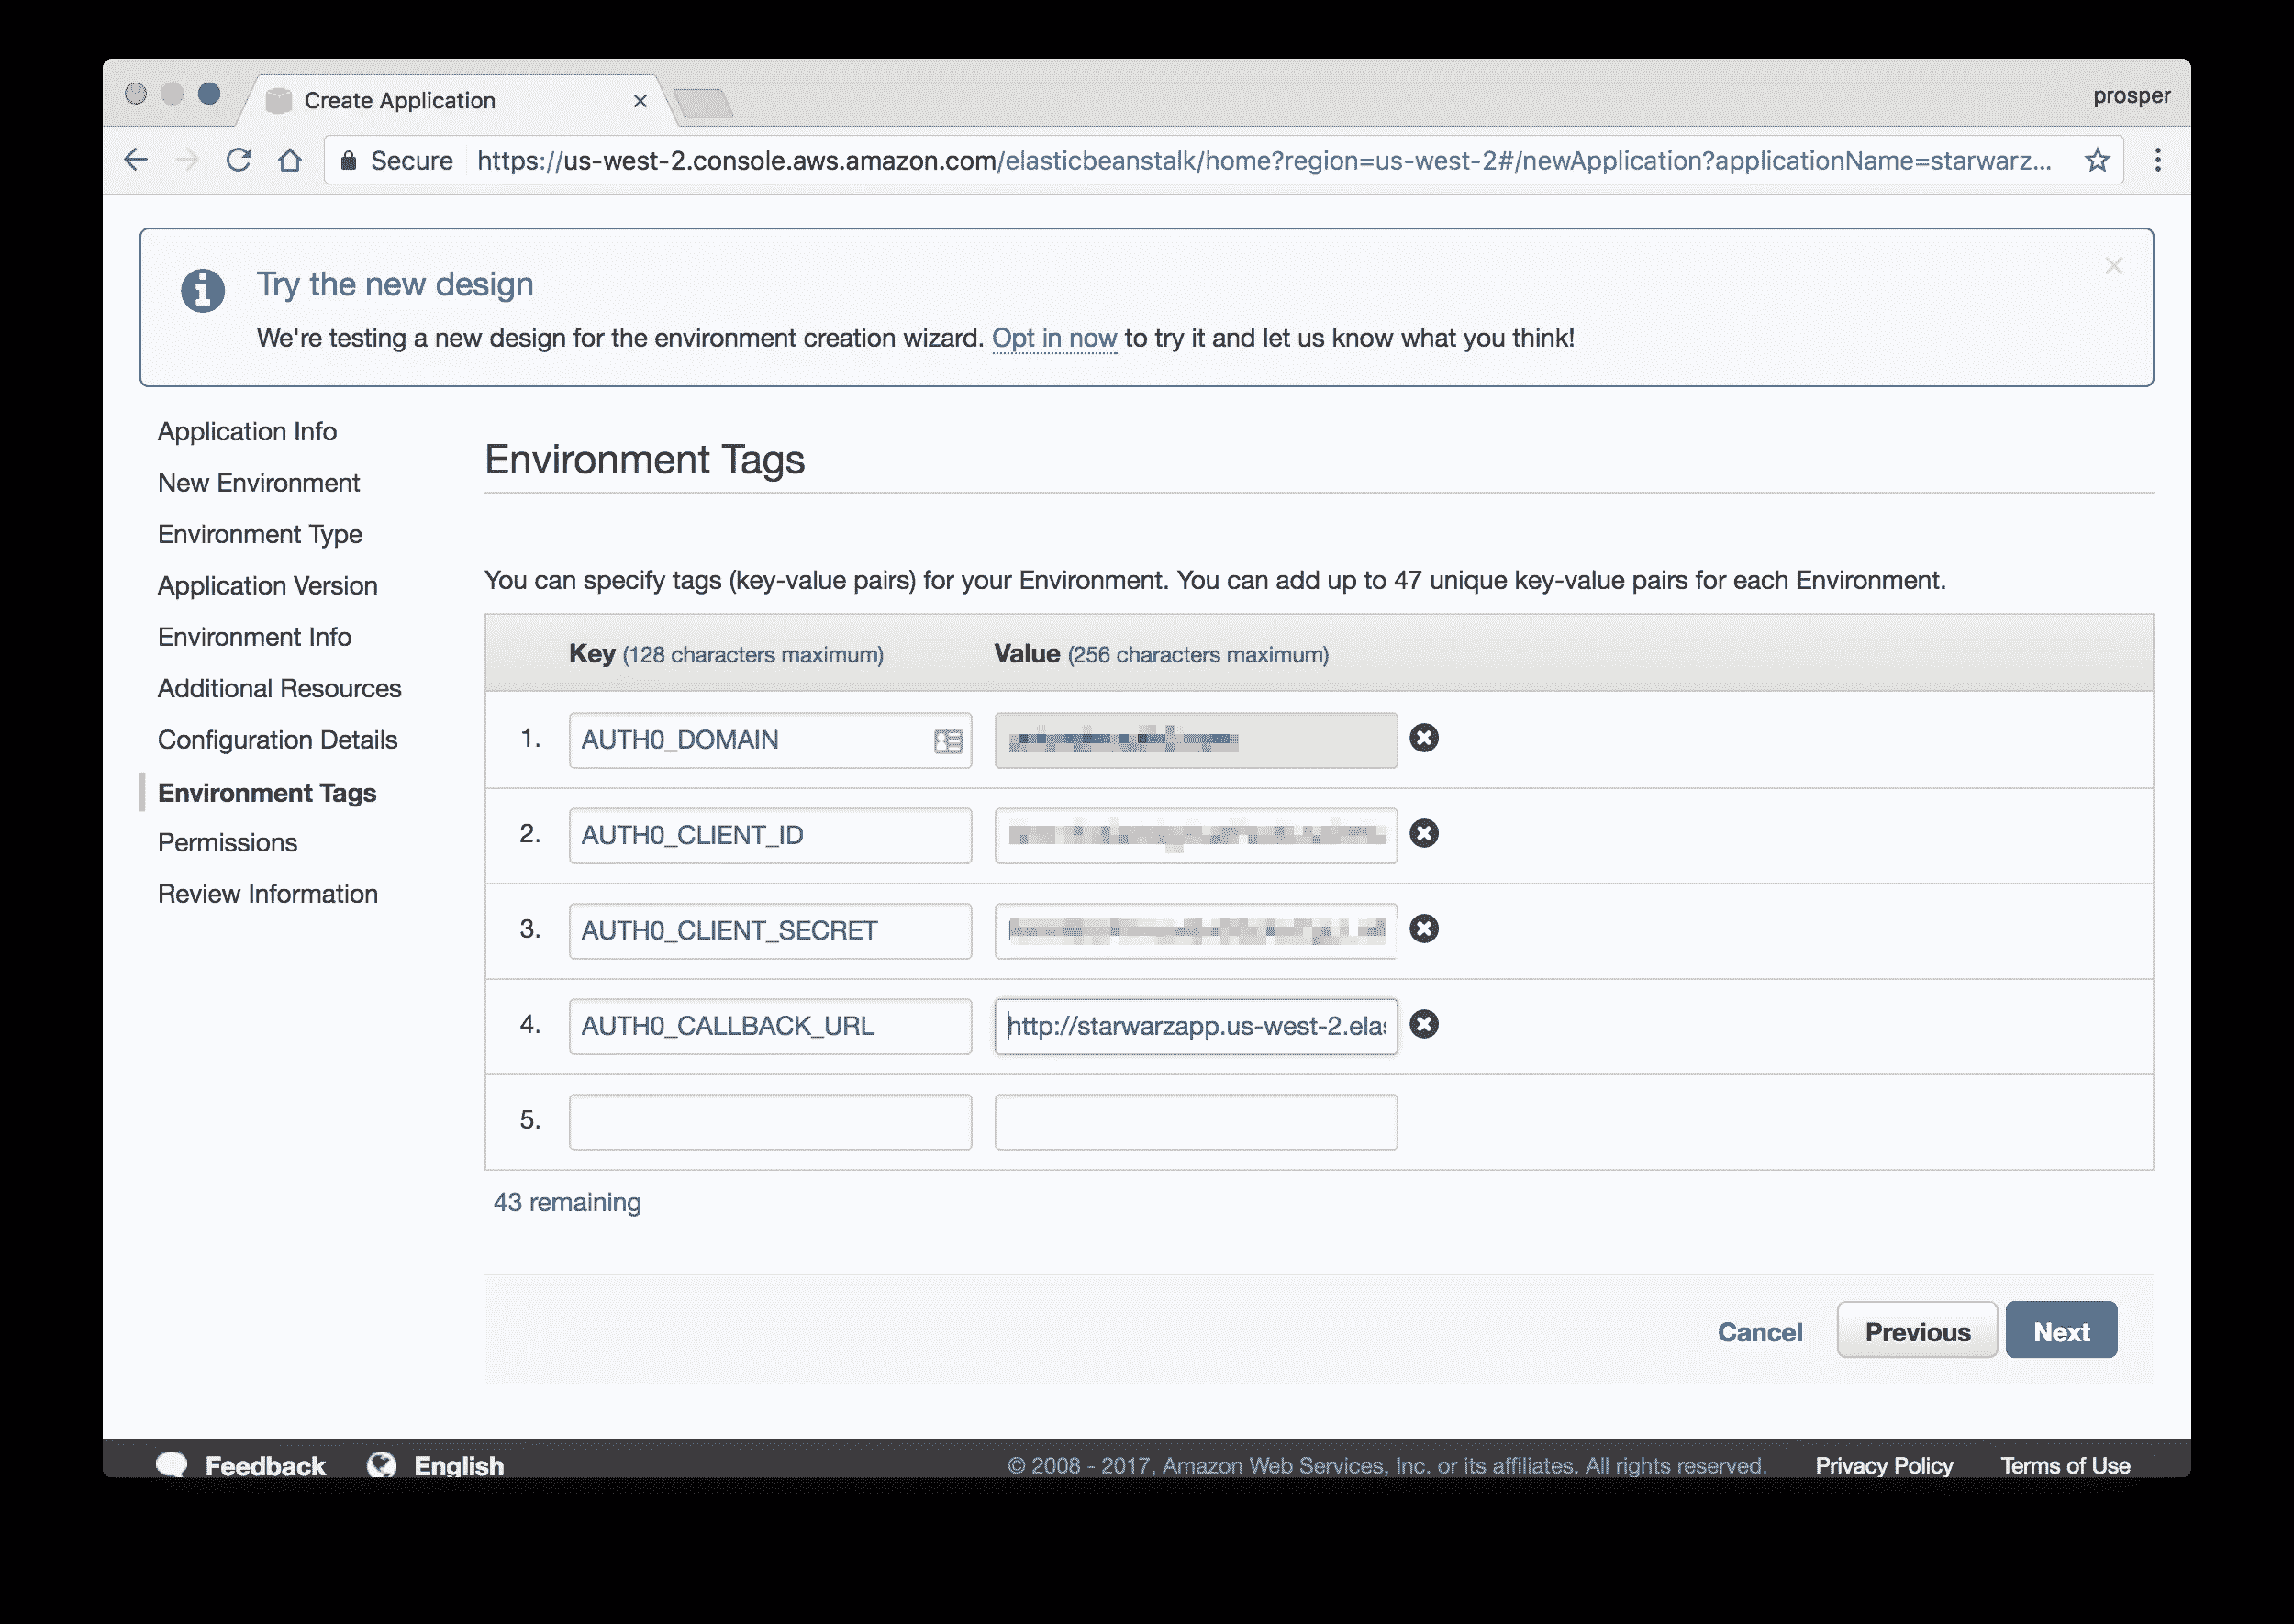 Create Application
prosper
Secure https://us-west-2.console.aws.amazon.com/elasticbeanstalk/home?region=us-west-2#/newApplication?applicationName=starwarz...
Try the new design
We're testing a new design for the environment creation wizard. Opt in now to try it and let us know what you think!
Application Info
New Environment
Environment Type
Application Version
Environment Info
Additional Resources
Configuration Details
Environment Tags
Permissions
Review Information
Environment Tags
You can specify tags (key-value pairs) for your Environment. You can add up to 47 unique key-value pairs for each Environment.
Key (128 characters maximum) Value (256 characters maximum)
1. AUTH0_DOMAIN
2. AUTH0_CLIENT_ID
3. AUTH0_CLIENT_SECRET
4. AUTH0_CALLBACK_URL http://starwarzapp.us-west-2.ela
5.
43 remaining
Cancel Previous Next
Feedback English © 2008 - 2017, Amazon Web Services, Inc. or its affiliates. All rights reserved. Privacy Policy Terms of Use